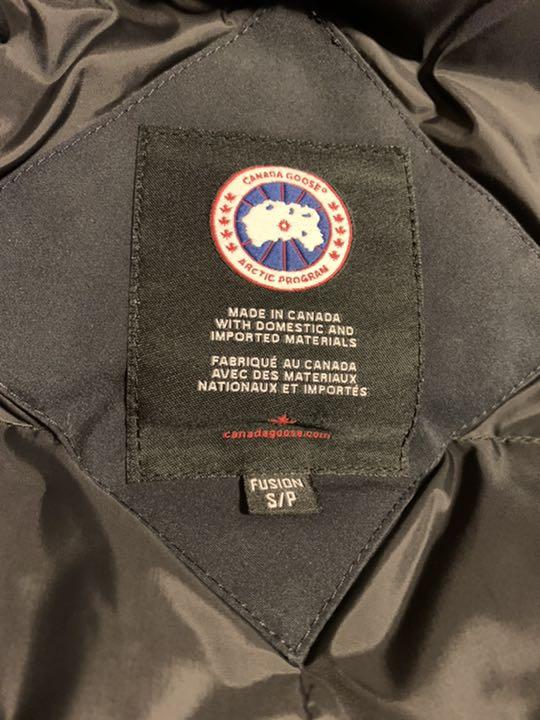 CANADA GOOSE®
ARCTIC PROGRAM
MADE IN CANADA
WITH DOMESTIC AND
IMPORTED MATERIALS
FABRIQUÉ AU CANADA
AVEC DES MATERIAUX
NATIONAUX ET IMPORTÉS
canadagoose.com
FUSION
S/P